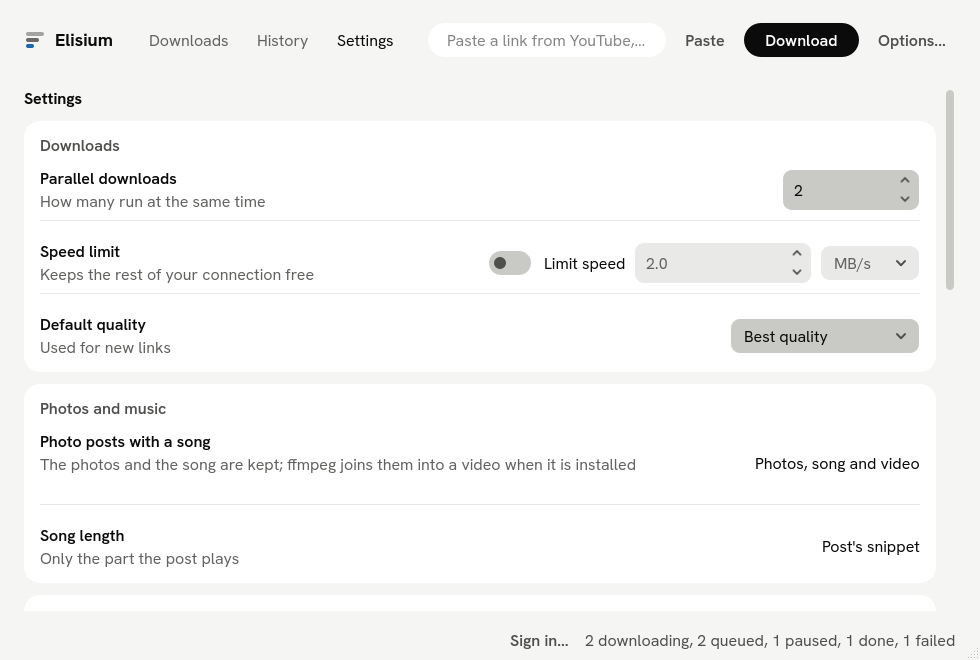 Elisium
Downloads
History
Settings
Paste a link from YouTube,...
Paste
Download
Options...
Settings
Downloads
Parallel downloads
How many run at the same time
2
Speed limit
Keeps the rest of your connection free
Limit speed
2.0
MB/s
Default quality
Used for new links
Best quality
Photos and music
Photo posts with a song
The photos and the song are kept; ffmpeg joins them into a video when it is installed
Photos, song and video
Song length
Only the part the post plays
Post's snippet
Sign in...
2 downloading, 2 queued, 1 paused, 1 done, 1 failed